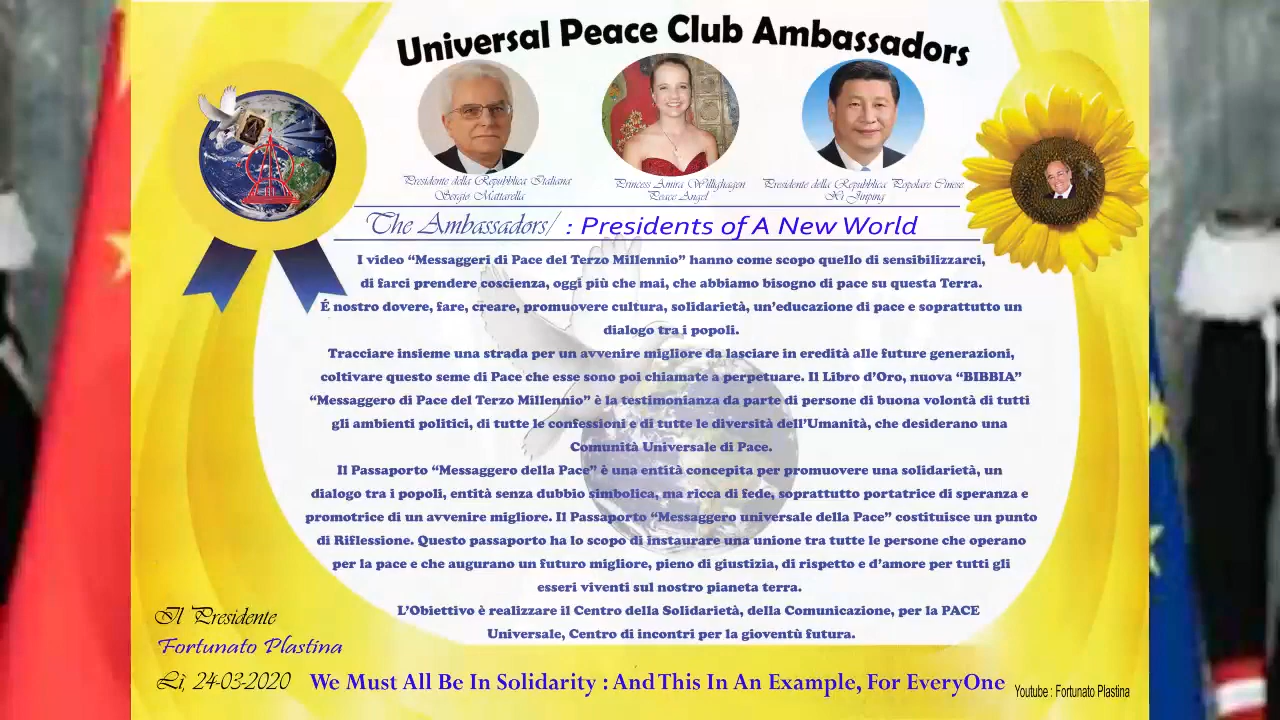 Universal Peace Club Ambassadors
Presidente della Repubblica Italiana
Sergio Mattarella
Princess Amira Willighagen
Peace Angel
Presidente della Repubblica Popolare Cinese
Xi Jinping
The Ambassadors/ : Presidents of A New World
I video “Messaggeri di Pace del Terzo Millennio” hanno come scopo quello di sensibilizzarci,
di farci prendere coscienza, oggi più che mai, che abbiamo bisogno di pace su questa Terra.
É nostro dovere, fare, creare, promuovere cultura, solidarietà, un’educazione di pace e soprattutto un
dialogo tra i popoli.
Tracciare insieme una strada per un avvenire migliore da lasciare in eredità alle future generazioni,
coltivare questo seme di Pace che esse sono poi chiamate a perpetuare. Il Libro d’Oro, nuova “BIBBIA”
“Messaggero di Pace del Terzo Millennio” è la testimonianza da parte di persone di buona volontà di tutti
gli ambienti politici, di tutte le confessioni e di tutte le diversità dell’Umanità, che desiderano una
Comunità Universale di Pace.
Il Passaporto “Messaggero della Pace” è una entità concepita per promuovere una solidarietà, un
dialogo tra i popoli, entità senza dubbio simbolica, ma ricca di fede, soprattutto portatrice di speranza e
promotrice di un avvenire migliore. Il Passaporto “Messaggero universale della Pace” costituisce un punto
di Riflessione. Questo passaporto ha lo scopo di instaurare una unione tra tutte le persone che operano
per la pace e che augurano un futuro migliore, pieno di giustizia, di rispetto e d’amore per tutti gli
esseri viventi sul nostro pianeta terra.
L’Obiettivo è realizzare il Centro della Solidarietà, della Comunicazione, per la PACE
Universale, Centro di incontri per la gioventù futura.
Il Presidente
Fortunato Plastina
Lì, 24-03-2020
We Must All Be In Solidarity : And This In An Example, For EveryOne
Youtube : Fortunato Plastina